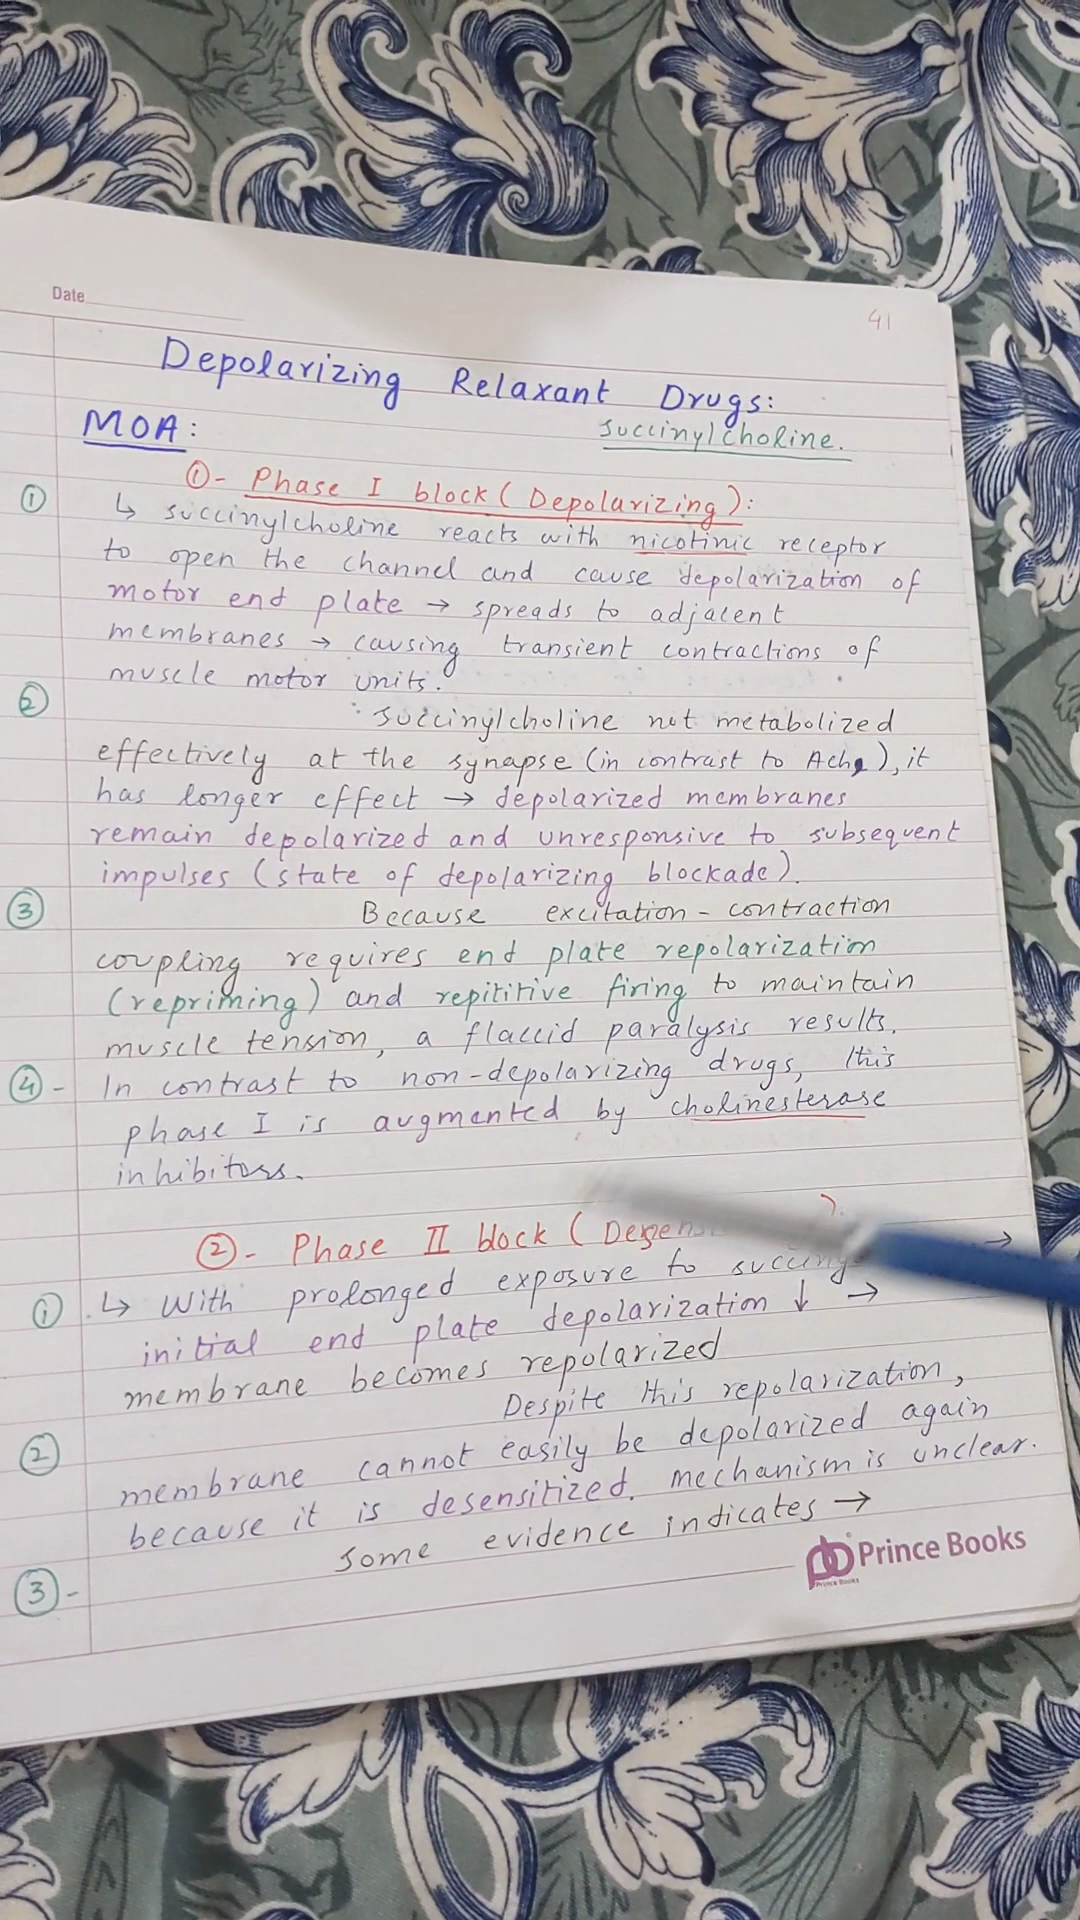 Date
41
Depolarizing Relaxant Drugs:
MOA: Succinylcholine.
①- Phase I block (Depolarizing):
① ↳ succinylcholine reacts with nicotinic receptor
to open the channel and cause depolarization of
motor end plate → spreads to adjacent
membranes → causing transient contractions of
muscle motor units.
② Succinylcholine not metabolized
effectively at the synapse (in contrast to Ach), it
has longer effect → depolarized membranes
remain depolarized and unresponsive to subsequent
impulses (state of depolarizing blockade).
③ Because excitation - contraction
coupling requires end plate repolarization
(repriming) and repititive firing to maintain
muscle tension, a flaccid paralysis results.
④- In contrast to non-depolarizing drugs, this
phase I is augmented by cholinesterase
inhibitors.
②- Phase II block (
① ↳ With prolonged exposure to →
initial end plate depolarization ↓ →
membrane becomes repolarized
Despite this repolarization,
② membrane cannot easily be depolarized again
because it is desensitized. mechanism is unclear.
③- some evidence indicates →
Prince Books
Prince Books